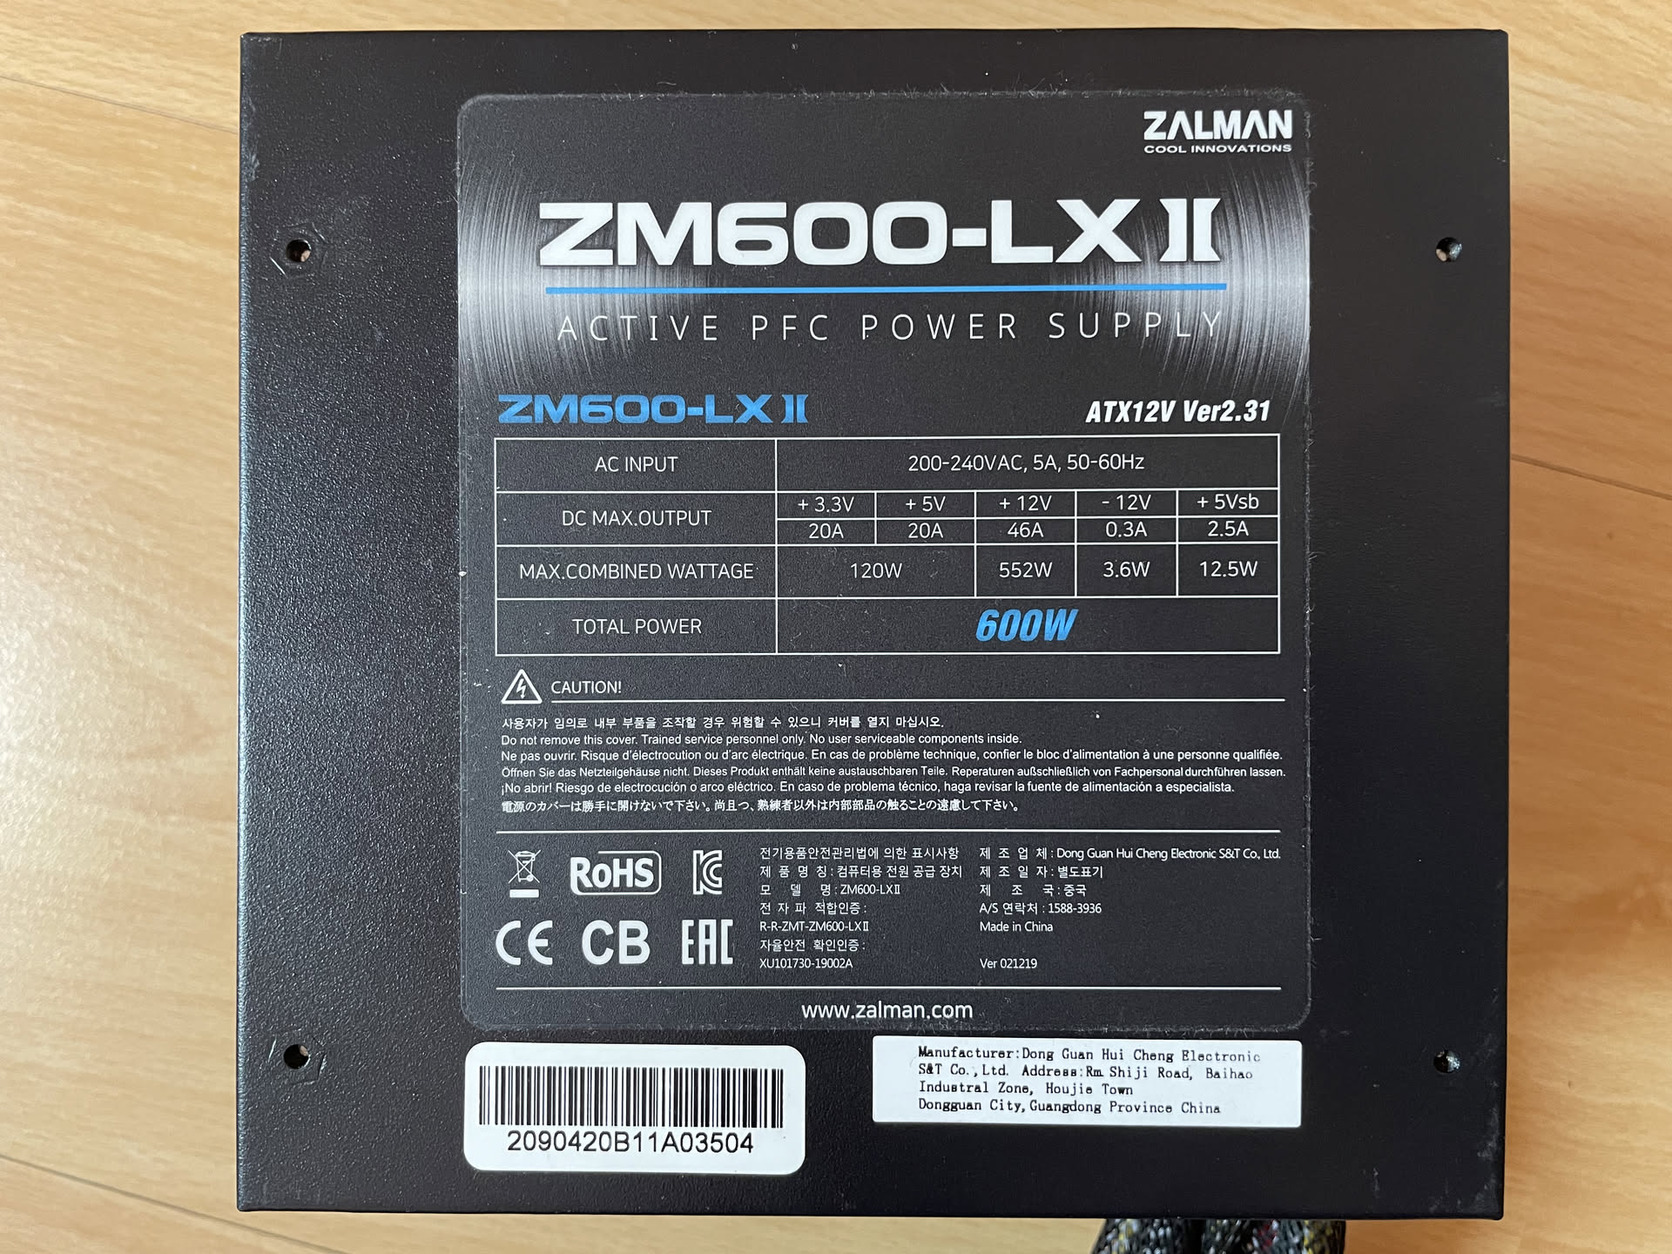 ZALMAN
COOL INNOVATIONS
ZM600-LX II
ACTIVE PFC POWER SUPPLY
ZM600-LX II ATX12V Ver2.31
AC INPUT 200-240VAC, 5A, 50-60Hz
DC MAX.OUTPUT
+ 3.3V + 5V + 12V - 12V + 5Vsb
20A 20A 46A 0.3A 2.5A
MAX.COMBINED WATTAGE 120W 552W 3.6W 12.5W
TOTAL POWER 600W
CAUTION!
사용자가 임의로 내부 부품을 조작할 경우 위험할 수 있으니 커버를 열지 마십시오.
Do not remove this cover. Trained service personnel only. No user serviceable components inside.
Ne pas ouvrir. Risque d'électrocution ou d'arc électrique. En cas de problème technique, confier le bloc d'alimentation à une personne qualifiée.
Öffnen Sie das Netzteilgehäuse nicht. Dieses Produkt enthält keine austauschbaren Teile. Reperaturen außschließlich von Fachpersonal durchführen lassen.
¡No abrir! Riesgo de electrocución o arco eléctrico. En caso de problema técnico, haga revisar la fuente de alimentación a especialista.
電源のカバーは勝手に開けないで下さい。尚且つ、熟練者以外は内部部品の触ることの遠慮して下さい。
RoHS
CE CB EAC
전기용품안전관리법에 의한 표시사항
제 품 명 칭 : 컴퓨터용 전원 공급 장치
모 델 명 : ZM600-LXⅡ
전 자 파 적합인증 :
R-R-ZMT-ZM600-LXⅡ
자율안전 확인인증 :
XU101730-19002A
제 조 업 체 : Dong Guan Hui Cheng Electronic S&T Co., Ltd.
제 조 일 자 : 별도표기
제 조 국 : 중국
A/S 연락처 : 1588-3936
Made in China
Ver 021219
www.zalman.com
2090420B11A03504
Manufacturer:Dong Guan Hui Cheng Electronic
S&T Co.,Ltd. Address:Rm Shiji Road, Baihao
Industral Zone, Houjie Town
Dongguan City,Guangdong Province China